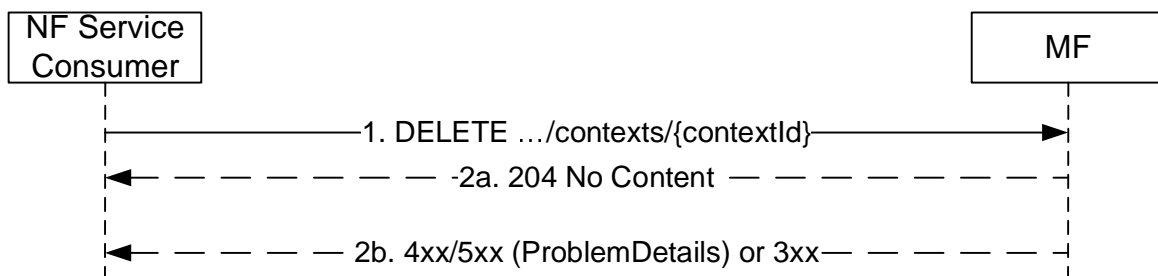 NF Service
Consumer
MF
1. DELETE …/contexts/{contextId}
2a. 204 No Content
2b. 4xx/5xx (ProblemDetails) or 3xx